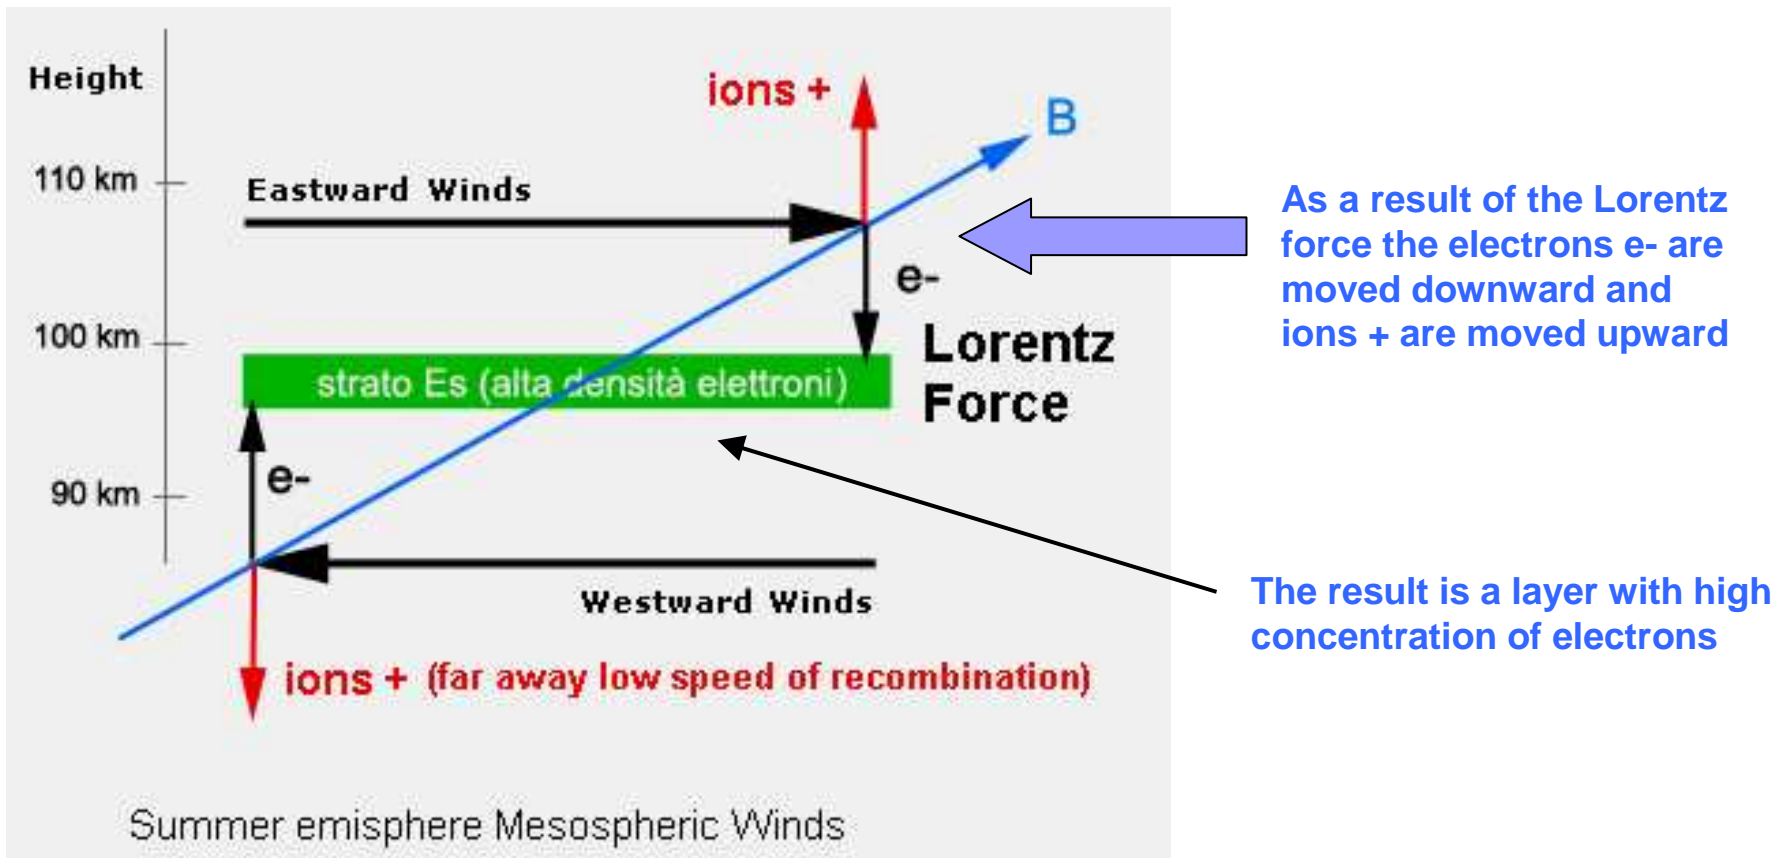 Height
ions +
B
110 km
Eastward Winds
As a result of the Lorentz
force the electrons e- are
moved downward and
ions + are moved upward
e-
100 km
Lorentz
Force
strato Es (alta densità elettroni)
e-
90 km
Westward Winds
The result is a layer with high
concentration of electrons
ions + (far away low speed of recombination)
Summer emisphere Mesospheric Winds